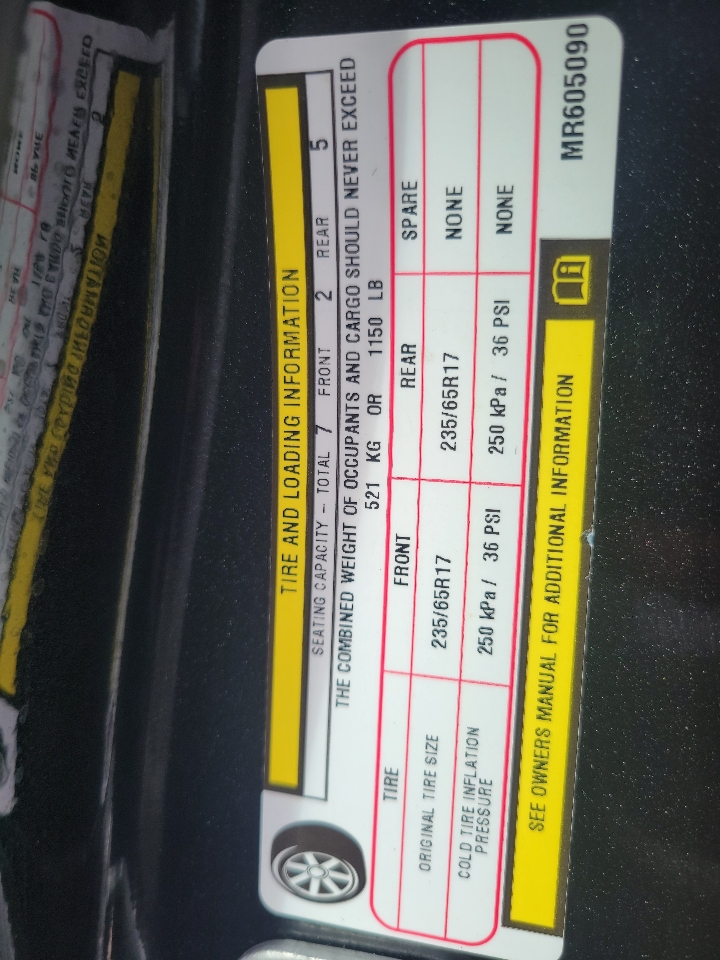 TIRE AND LOADING INFORMATION
SEATING CAPACITY - TOTAL 7 FRONT 2 REAR 5
THE COMBINED WEIGHT OF OCCUPANTS AND CARGO SHOULD NEVER EXCEED
521 KG OR 1150 LB
TIRE FRONT REAR SPARE
ORIGINAL TIRE SIZE 235/65R17 235/65R17 NONE
COLD TIRE INFLATION PRESSURE 250 kPa / 36 PSI 250 kPa / 36 PSI NONE
SEE OWNERS MANUAL FOR ADDITIONAL INFORMATION
MR605090